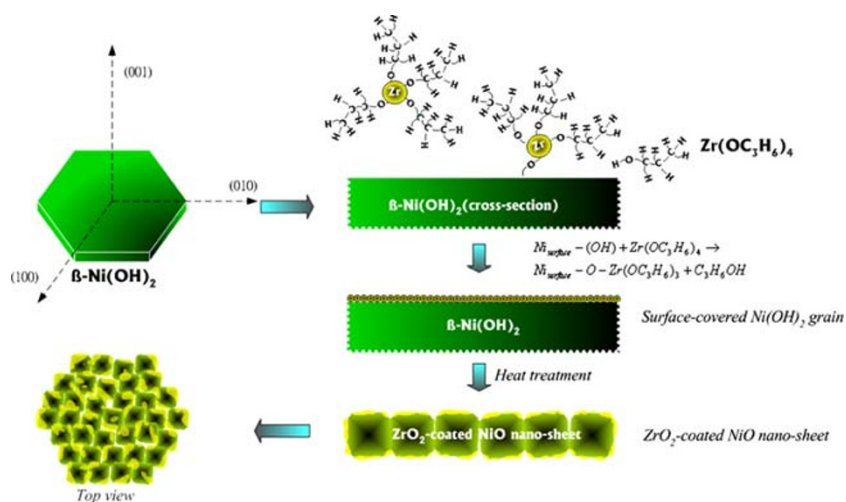 (001)
(010)
(100)
ß-Ni(OH)2
Zr
Zr
Zr(OC3H6)4
ß-Ni(OH)2(cross-section)
Nisurface – (OH) + Zr(OC3H6)4 →
Nisurface – O – Zr(OC3H6)3 + C3H6OH
ß-Ni(OH)2
Surface-covered Ni(OH)2 grain
Heat treatment
ZrO2-coated NiO nano-sheet
ZrO2-coated NiO nano-sheet
Top view